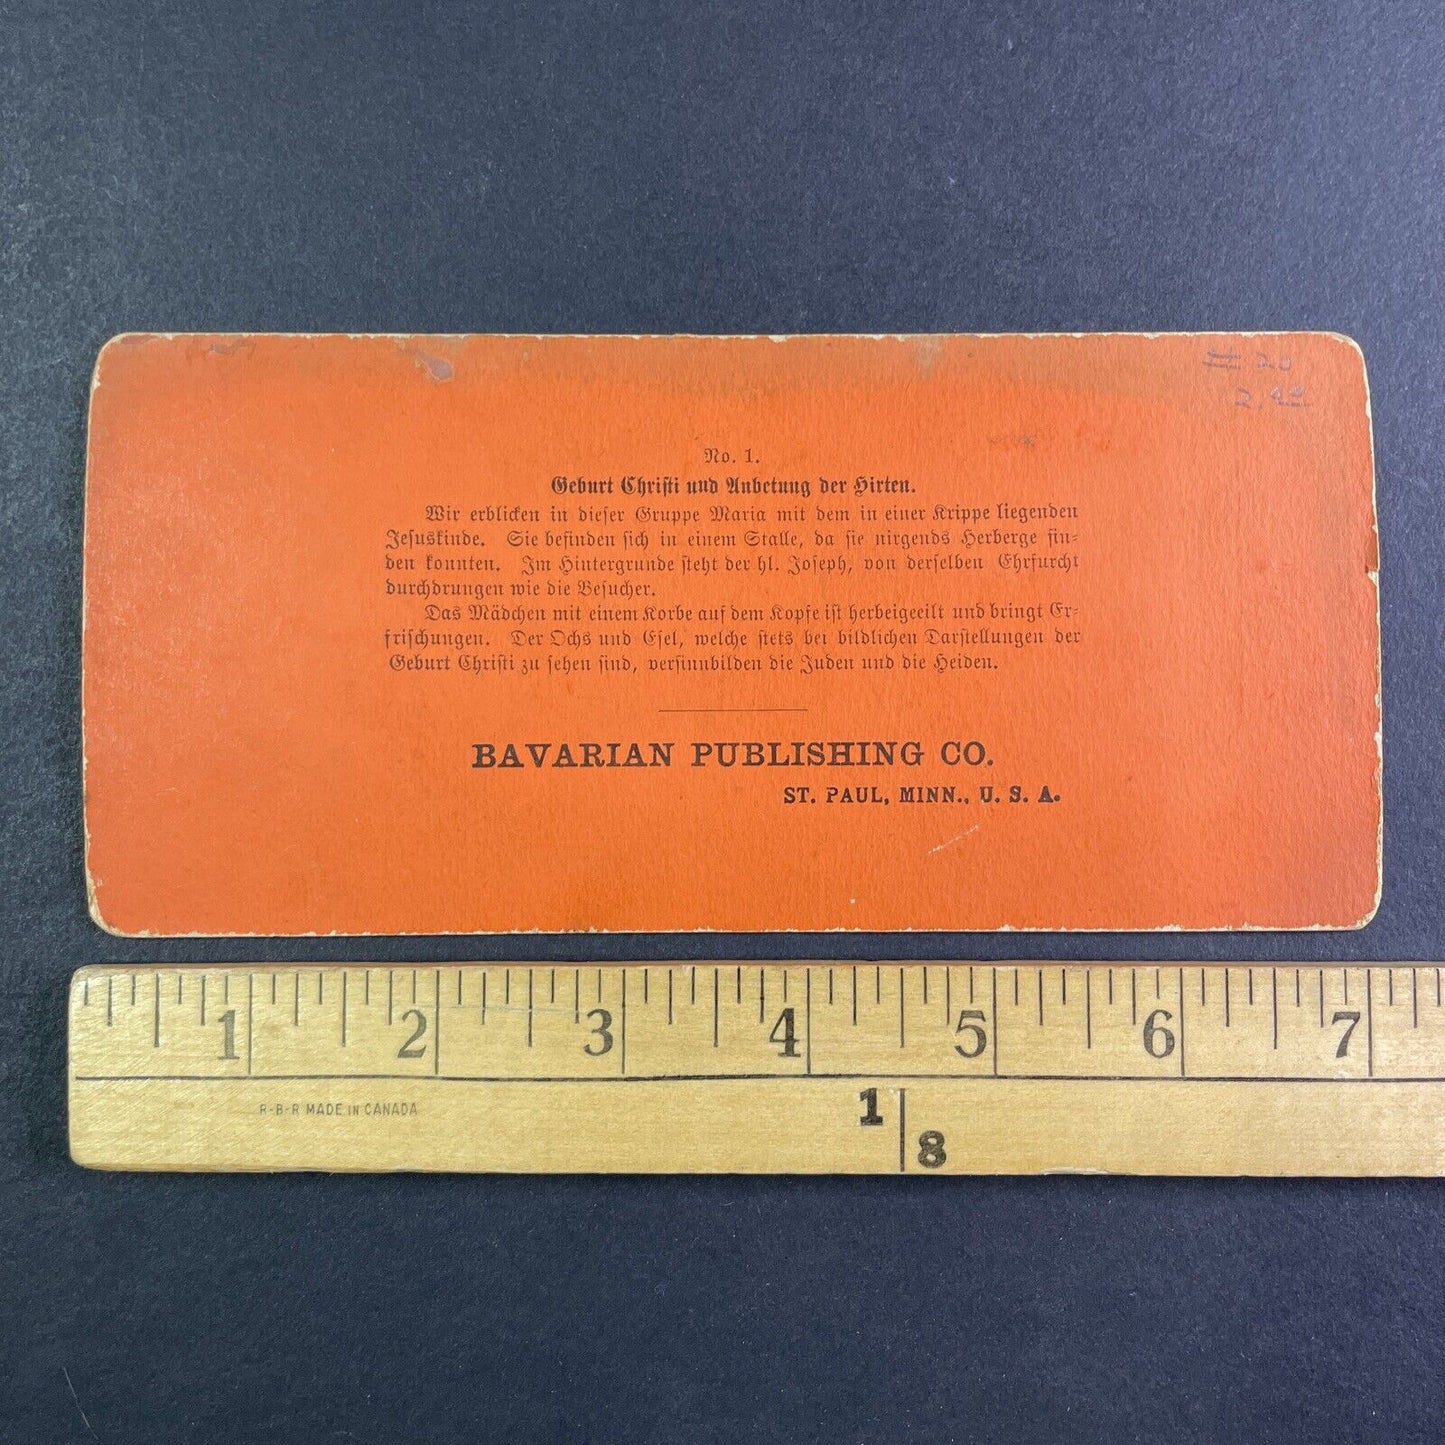 # 20
2.00
No. 1.
Geburt Christi und Anbetung der Hirten.
Wir erblicken in dieser Gruppe Maria mit dem in einer Krippe liegenden
Jesuskinde. Sie befinden sich in einem Stalle, da sie nirgends Herberge fin-
den konnten. Im Hintergrunde steht der hl. Joseph, von derselben Ehrfurcht
durchdrungen wie die Besucher.
Das Mädchen mit einem Korbe auf dem Kopfe ist herbeigeeilt und bringt Er-
frischungen. Der Ochs und Esel, welche stets bei bildlichen Darstellungen der
Geburt Christi zu sehen sind, versinnbilden die Juden und die Heiden.
BAVARIAN PUBLISHING CO.
ST. PAUL, MINN., U. S. A.
1 2 3 4 5 6 7
R-B-R MADE IN CANADA
1
8